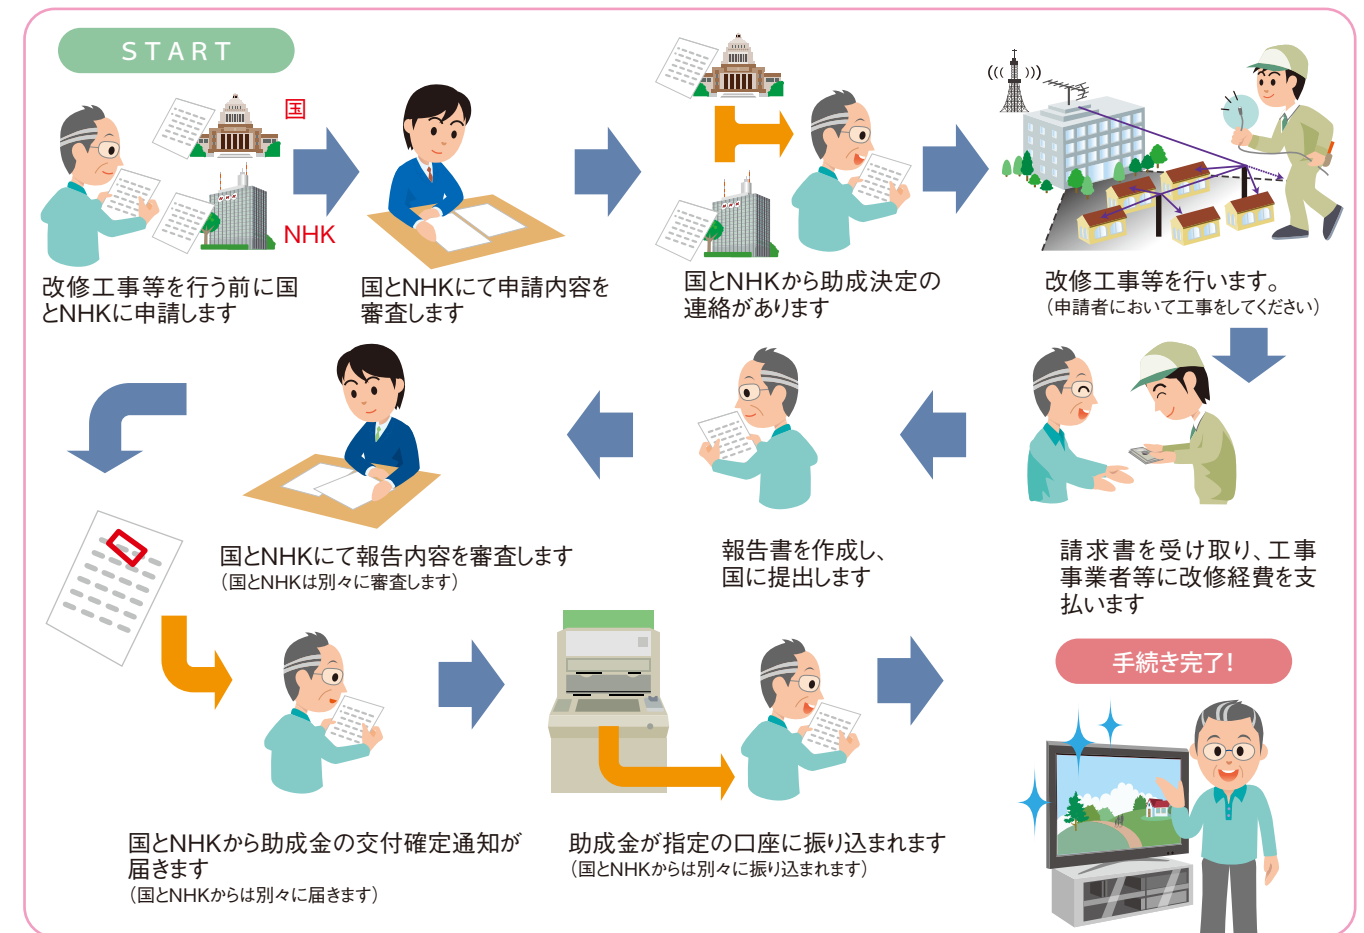 START
国
NHK
改修工事等を行う前に国
とNHKに申請します
国とNHKにて申請内容を
審査します
国とNHKから助成決定の
連絡があります
改修工事等を行います。
（申請者において工事をしてください）
請求書を受け取り、工事
事業者等に改修経費を支
払います
報告書を作成し、
国に提出します
国とNHKにて報告内容を審査します
（国とNHKは別々に審査します）
国とNHKから助成金の交付確定通知が
届きます
（国とNHKからは別々に届きます）
助成金が指定の口座に振り込まれます
（国とNHKからは別々に振り込まれます）
手続き完了！